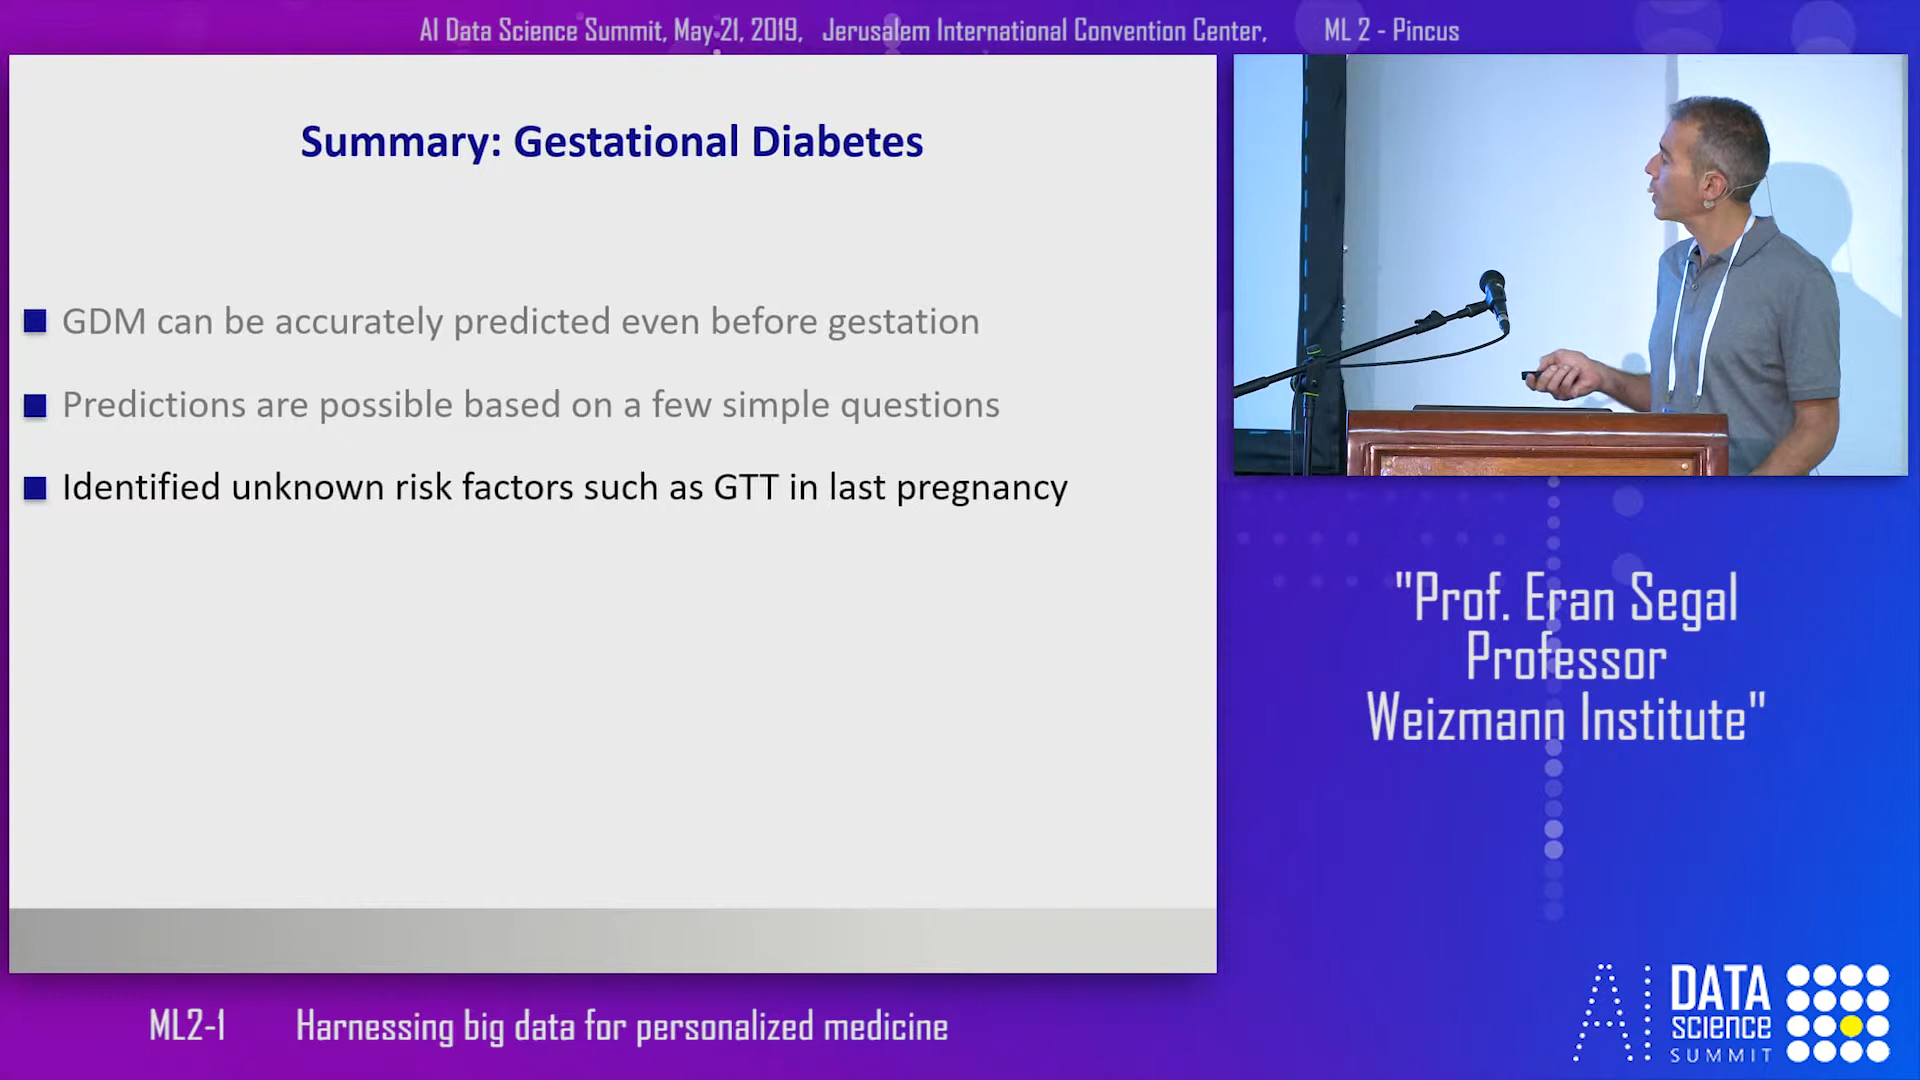 AI Data Science Summit, May 21, 2019, Jerusalem International Convention Center, ML 2 - Pincus
Summary: Gestational Diabetes
GDM can be accurately predicted even before gestation
Predictions are possible based on a few simple questions
Identified unknown risk factors such as GTT in last pregnancy
"Prof. Eran Segal
Professor
Weizmann Institute"
ML2-1 Harnessing big data for personalized medicine
AI DATA
SCIENCE
SUMMIT